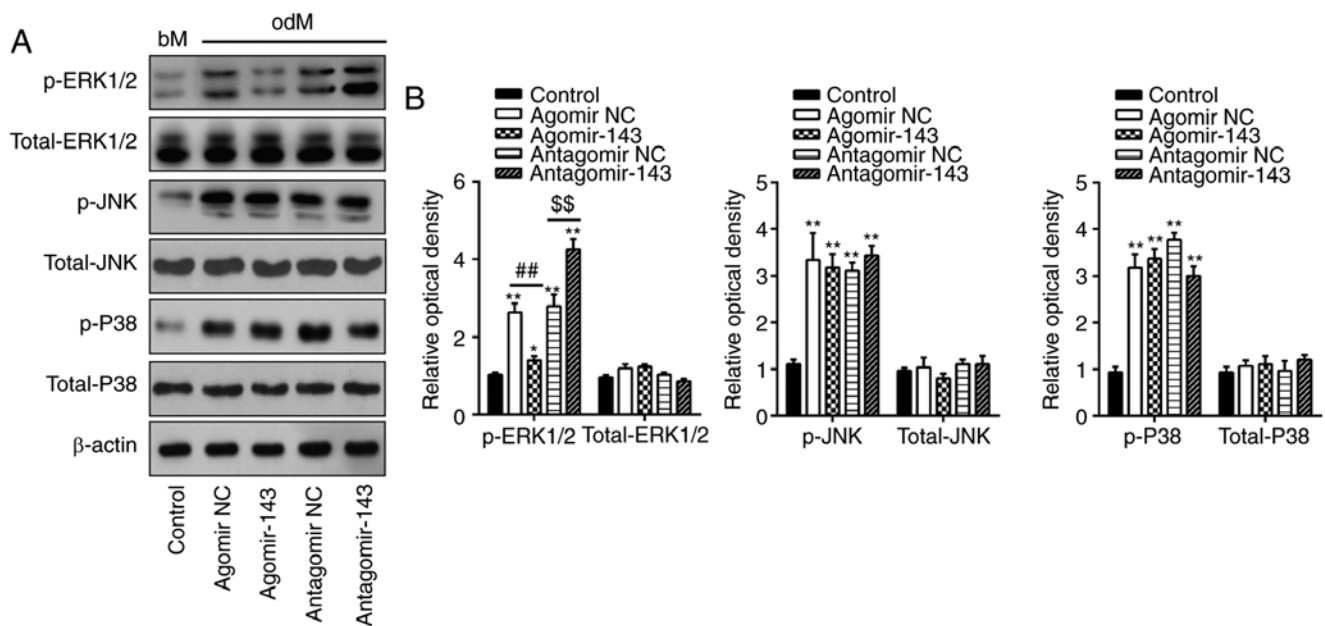 A
bM
odM
p-ERK1/2
Total-ERK1/2
p-JNK
Total-JNK
p-P38
Total-P38
β-actin
Control
Agomir NC
Agomir-143
Antagomir NC
Antagomir-143
B
Control
Agomir NC
Agomir-143
Antagomir NC
Antagomir-143
Relative optical density
6
4
2
0
**
##
*
**
$$
**
p-ERK1/2
Total-ERK1/2
Control
Agomir NC
Agomir-143
Antagomir NC
Antagomir-143
Relative optical density
5
4
3
2
1
0
**
**
**
**
p-JNK
Total-JNK
Control
Agomir NC
Agomir-143
Antagomir NC
Antagomir-143
Relative optical density
5
4
3
2
1
0
**
**
**
**
p-P38
Total-P38